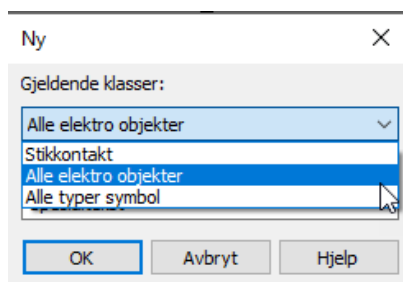 Ny
Gjeldende klasser:
Alle elektro objekter
Stikkontakt
Alle elektro objekter
Alle typer symbol
OK Avbryt Hjelp